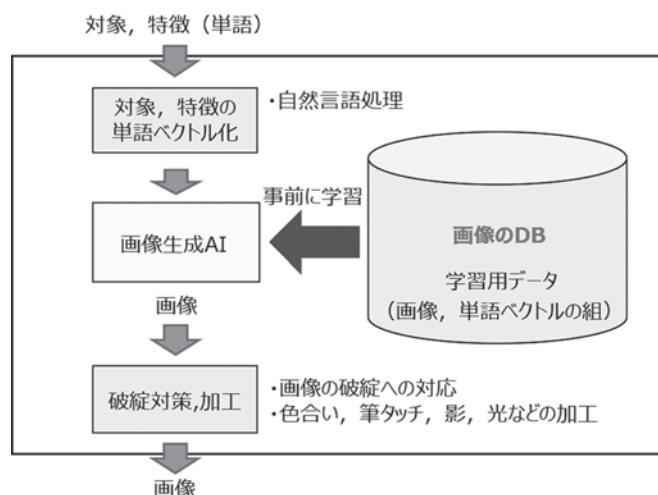 対象，特徴（単語）
対象，特徴の
単語ベクトル化
・自然言語処理
事前に学習
画像生成AI
画像のDB
学習用データ
（画像，単語ベクトルの組）
画像
破綻対策,加工
・画像の破綻への対応
・色合い，筆タッチ，影，光などの加工
画像